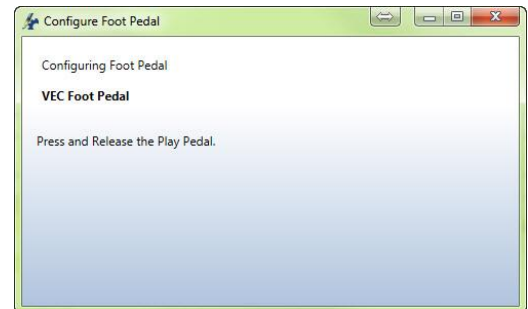 Configure Foot Pedal
Configuring Foot Pedal
VEC Foot Pedal
Press and Release the Play Pedal.